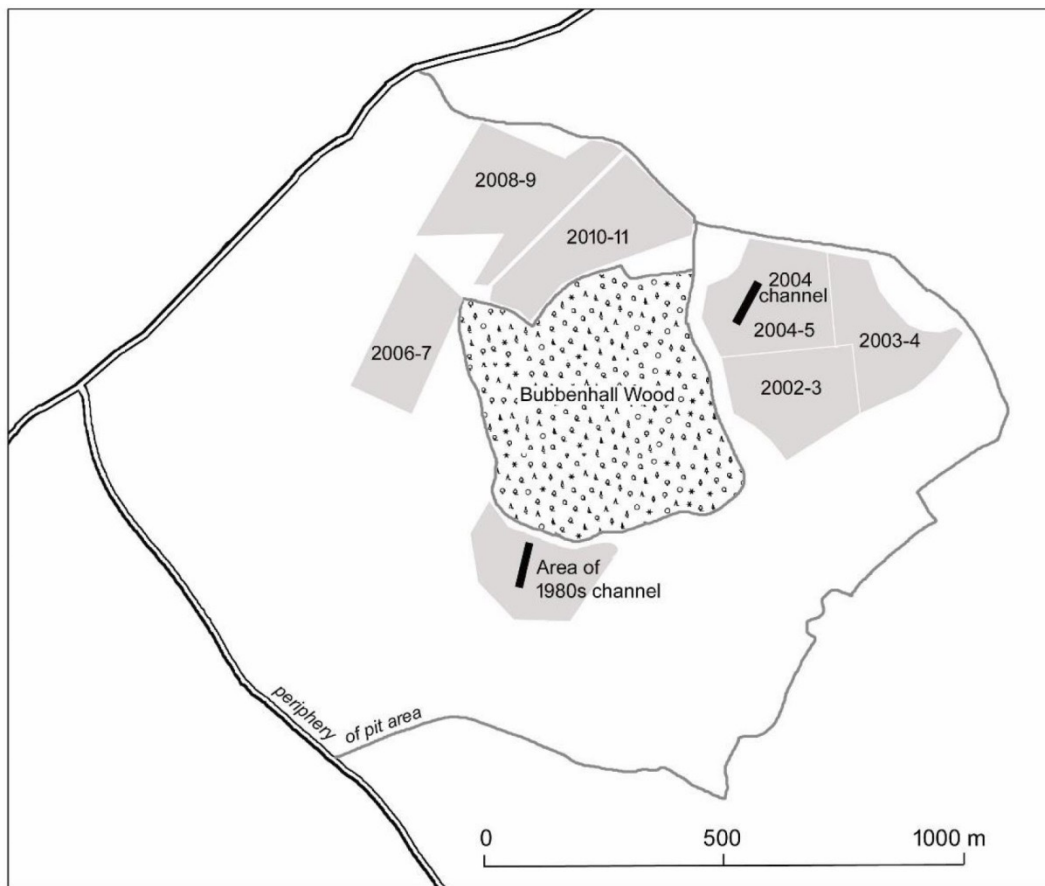 2008-9
2010-11
2004
channel
2004-5
2003-4
2006-7
2002-3
Bubbenhall Wood
Area of
1980s channel
periphery of pit area
0 500 1000 m